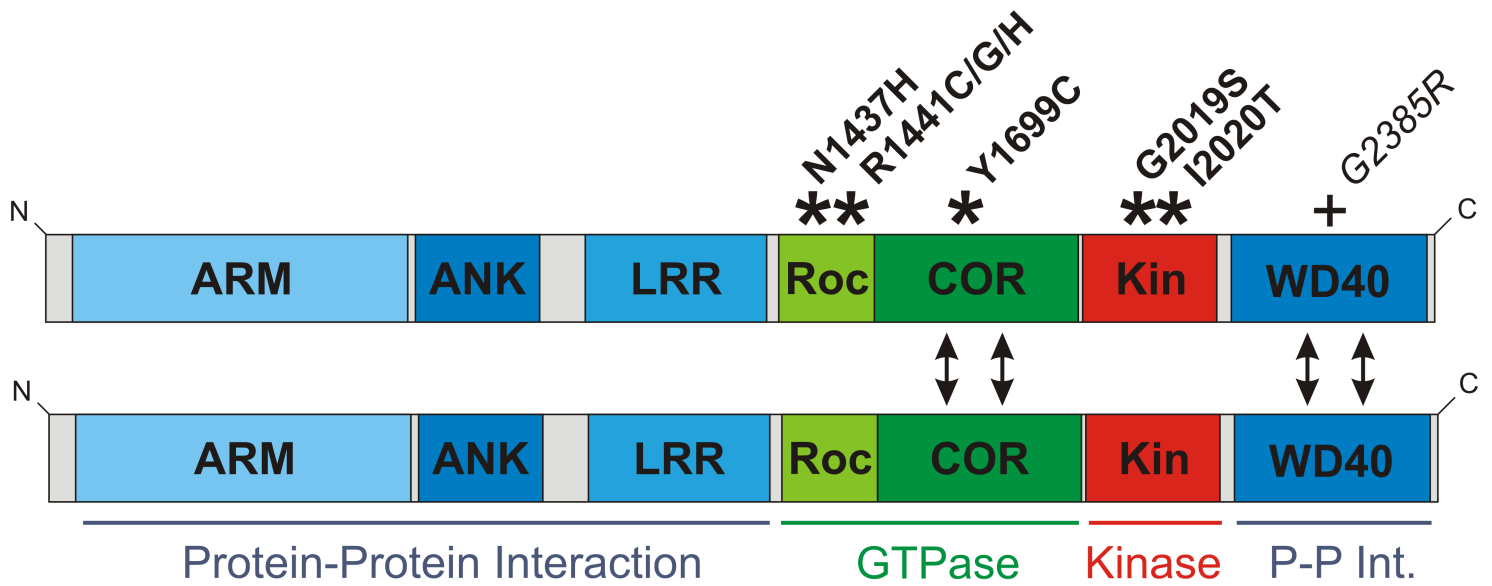 N1437H
R1441C/G/H
Y1699C
G2019S
I2020T
G2385R
** * ** +
N C
ARM ANK LRR Roc COR Kin WD40
N C
ARM ANK LRR Roc COR Kin WD40
Protein-Protein Interaction GTPase Kinase P-P Int.